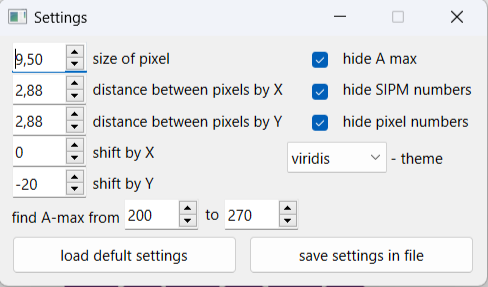 Settings
9,50 size of pixel hide A max
2,88 distance between pixels by X hide SIPM numbers
2,88 distance between pixels by Y hide pixel numbers
0 shift by X viridis - theme
-20 shift by Y
find A-max from 200 to 270
load defult settings save settings in file